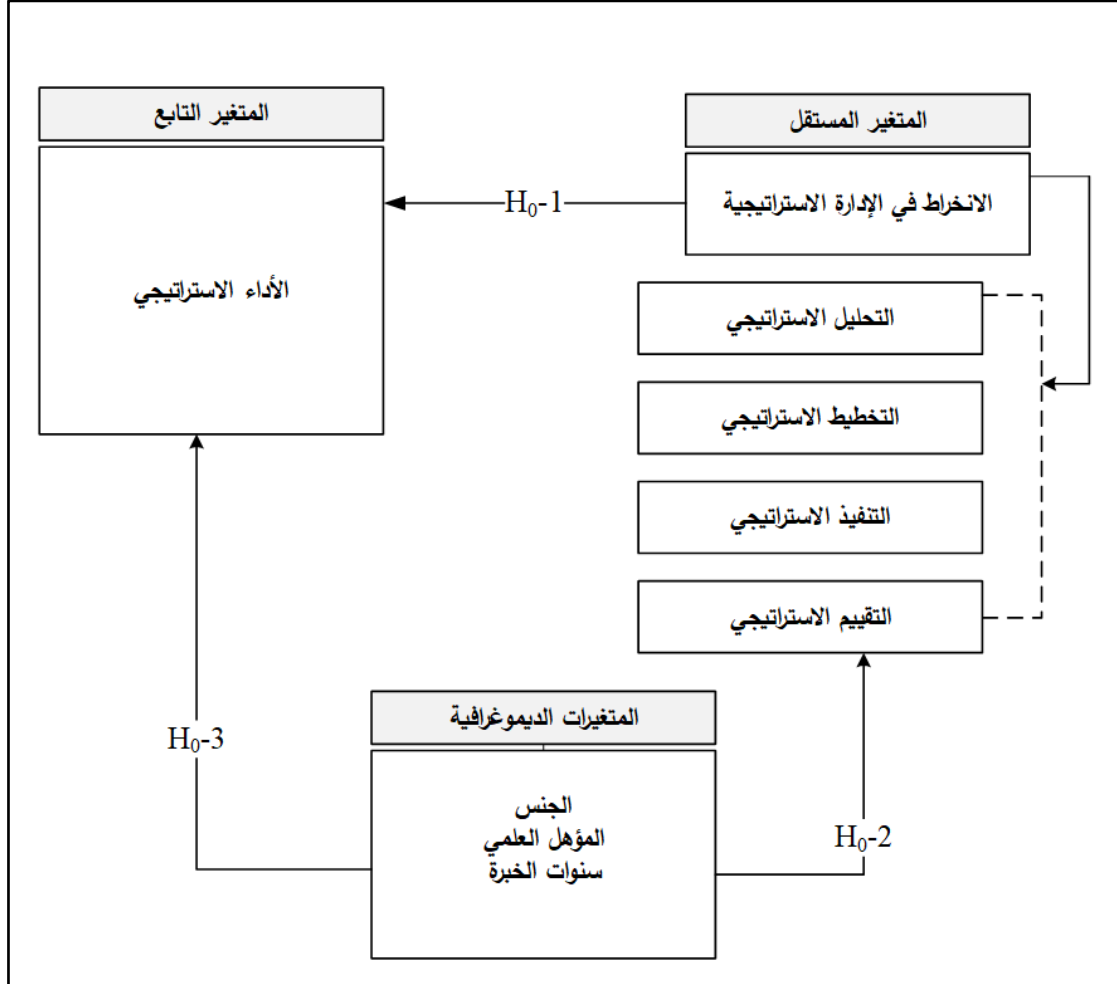 المتغير المستقل
المتغير التابع
الانخراط في الإدارة الاستراتيجية
H₀-1
الأداء الاستراتيجي
التحليل الاستراتيجي
التخطيط الاستراتيجي
التنفيذ الاستراتيجي
التقييم الاستراتيجي
المتغيرات الديموغرافية
H₀-3
الجنس
المؤهل العلمي
سنوات الخبرة
H₀-2